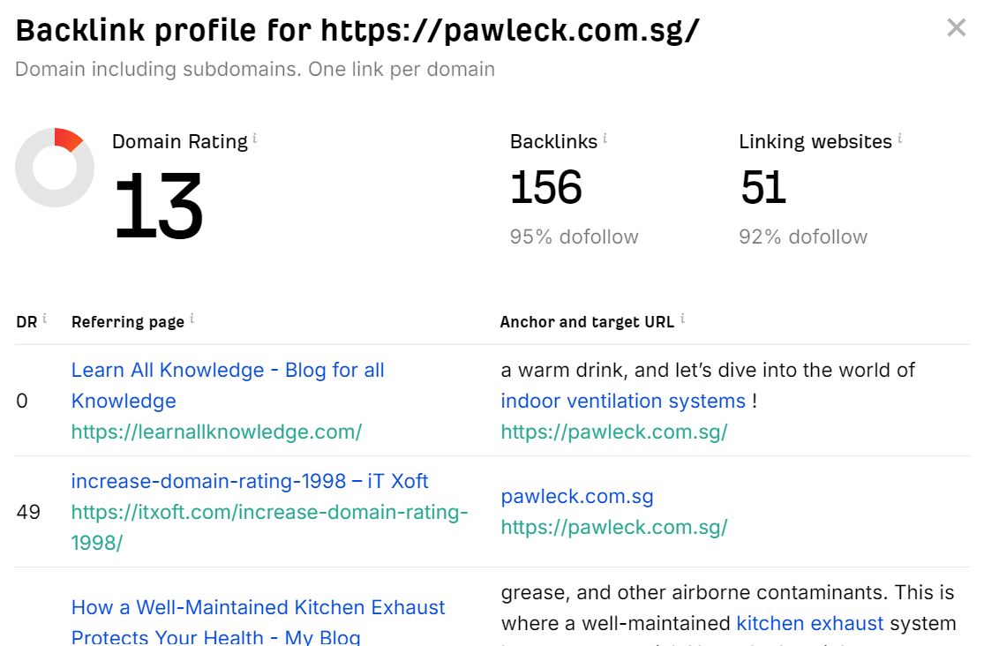 Backlink profile for https://pawleck.com.sg/
Domain including subdomains. One link per domain
Domain Rating i
13
Backlinks i
156
95% dofollow
Linking websites i
51
92% dofollow
DR i Referring page i Anchor and target URL i
0
Learn All Knowledge - Blog for all
Knowledge
https://learnallknowledge.com/
a warm drink, and let’s dive into the world of
indoor ventilation systems !
https://pawleck.com.sg/
49
increase-domain-rating-1998 – iT Xoft
https://itxoft.com/increase-domain-rating-
1998/
pawleck.com.sg
https://pawleck.com.sg/
How a Well-Maintained Kitchen Exhaust
Protects Your Health - My Blog
grease, and other airborne contaminants. This is
where a well-maintained kitchen exhaust system